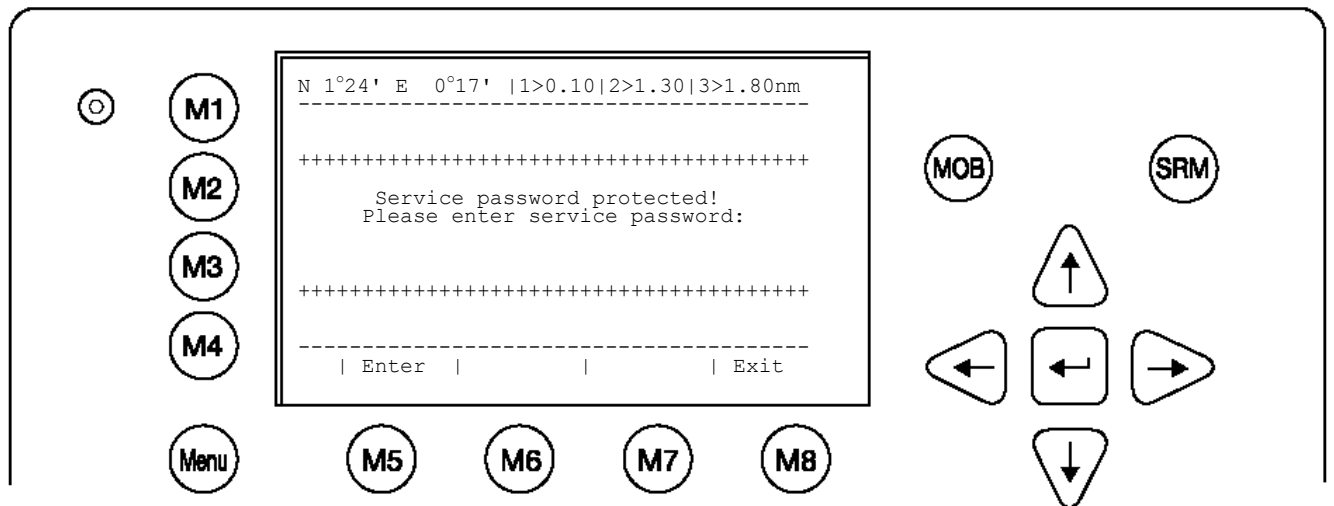 N 1°24' E 0°17' |1>0.10|2>1.30|3>1.80nm
----------------------------------------
M1
++++++++++++++++++++++++++++++++++++++++
MOB
SRM
M2
Service password protected!
Please enter service password:
M3
++++++++++++++++++++++++++++++++++++++++
M4
----------------------------------------
| Enter | | | Exit
Menu
M5
M6
M7
M8